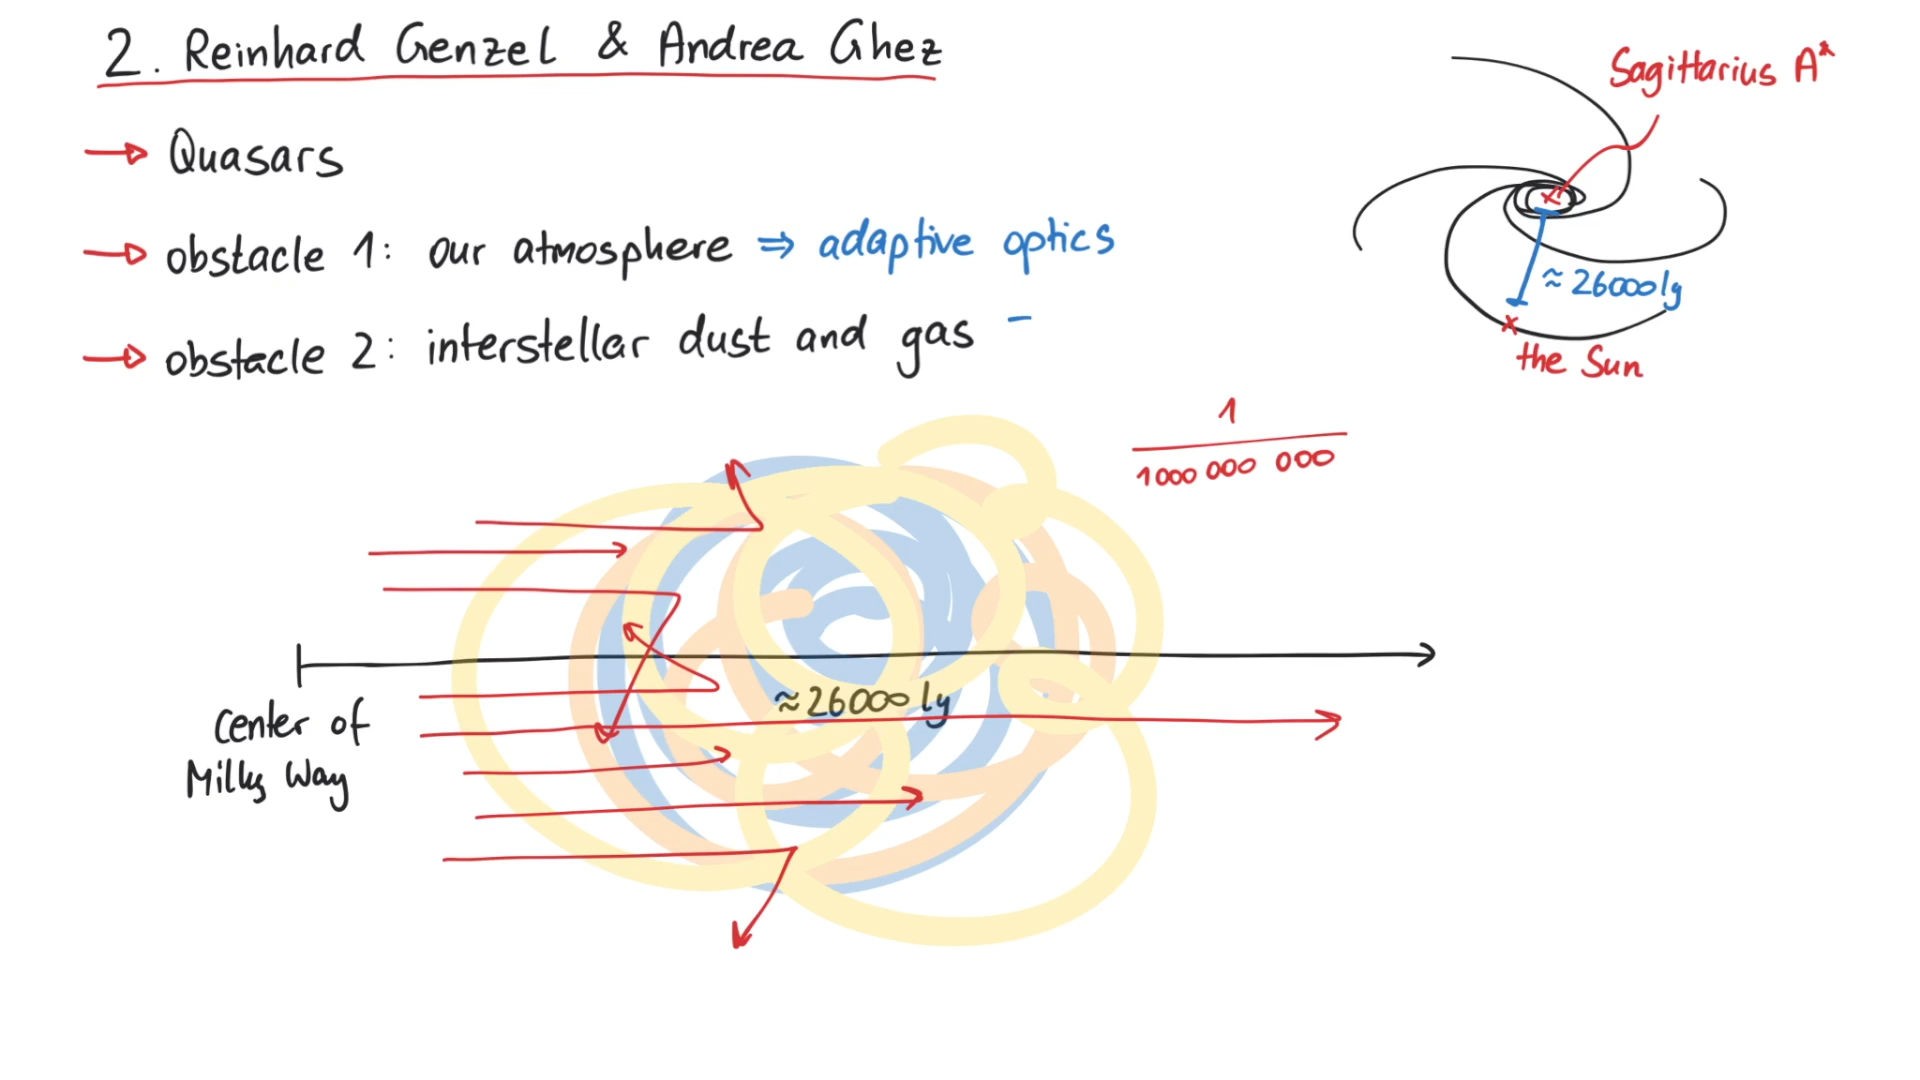 2. Reinhard Genzel & Andrea Ghez
→ Quasars
→ obstacle 1: our atmosphere ⇒ adaptive optics
→ obstacle 2: interstellar dust and gas –
Sagittarius A*
≈ 26000 ly
the Sun
1
1000 000 000
≈ 26000 ly
center of
Milky Way